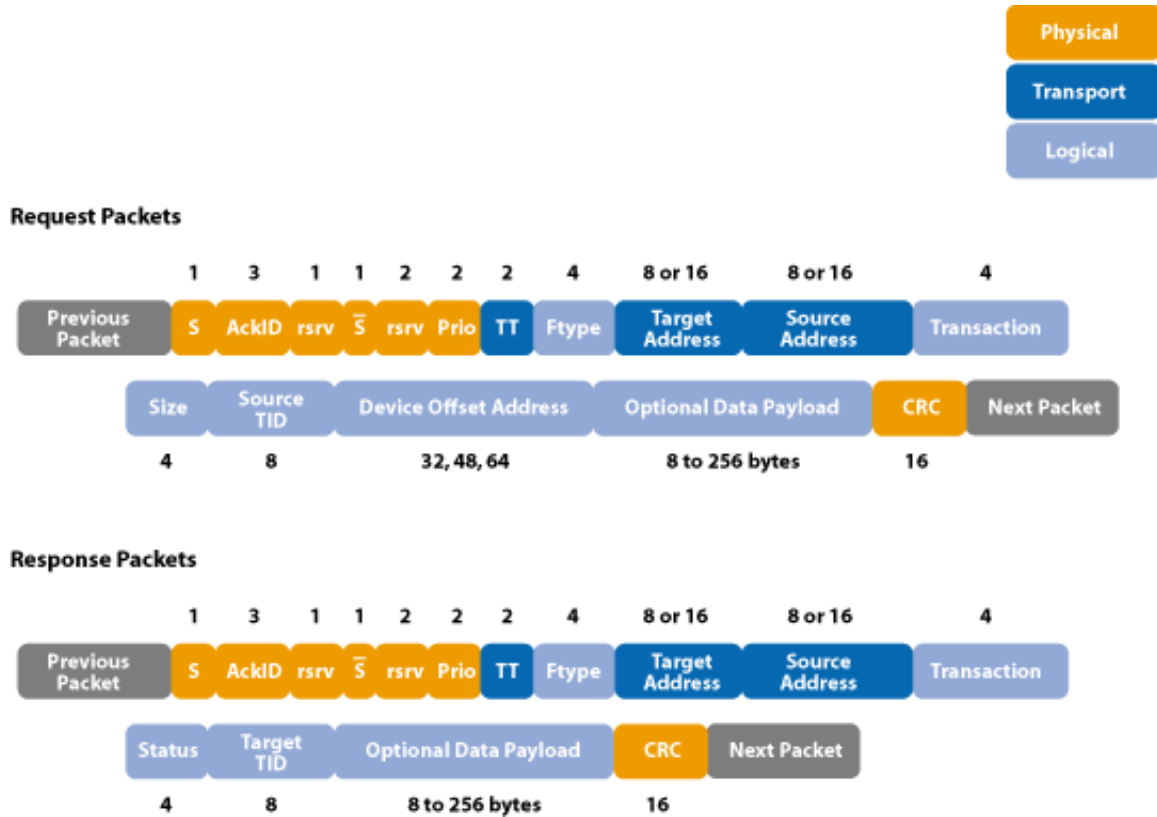 Physical
Transport
Logical
Request Packets
1 3 1 1 2 2 2 4 8 or 16 8 or 16 4
Previous Packet S AckID rsrv S̅ rsrv Prio TT Ftype Target Address Source Address Transaction
Size Source TID Device Offset Address Optional Data Payload CRC Next Packet
4 8 32, 48, 64 8 to 256 bytes 16
Response Packets
1 3 1 1 2 2 2 4 8 or 16 8 or 16 4
Previous Packet S AckID rsrv S̅ rsrv Prio TT Ftype Target Address Source Address Transaction
Status Target TID Optional Data Payload CRC Next Packet
4 8 8 to 256 bytes 16